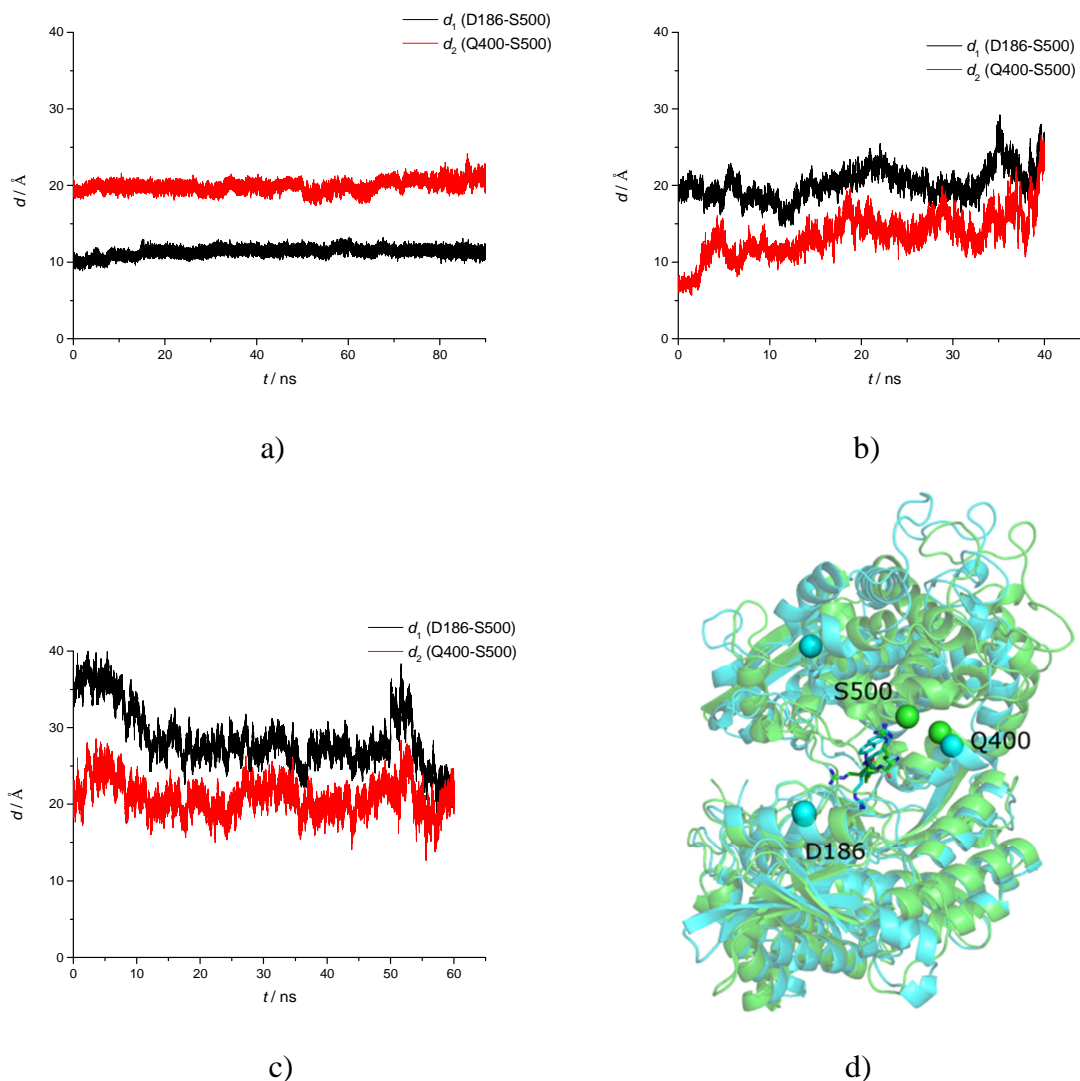 d₁ (D186-S500)
d₂ (Q400-S500)
40
30
20
10
0
d / Å
0 20 40 60 80
t / ns
a)
d₁ (D186-S500)
d₂ (Q400-S500)
40
30
20
10
0
d / Å
0 10 20 30 40
t / ns
b)
d₁ (D186-S500)
d₂ (Q400-S500)
40
30
20
10
0
d / Å
0 10 20 30 40 50 60
t / ns
c)
S500
Q400
D186
d)